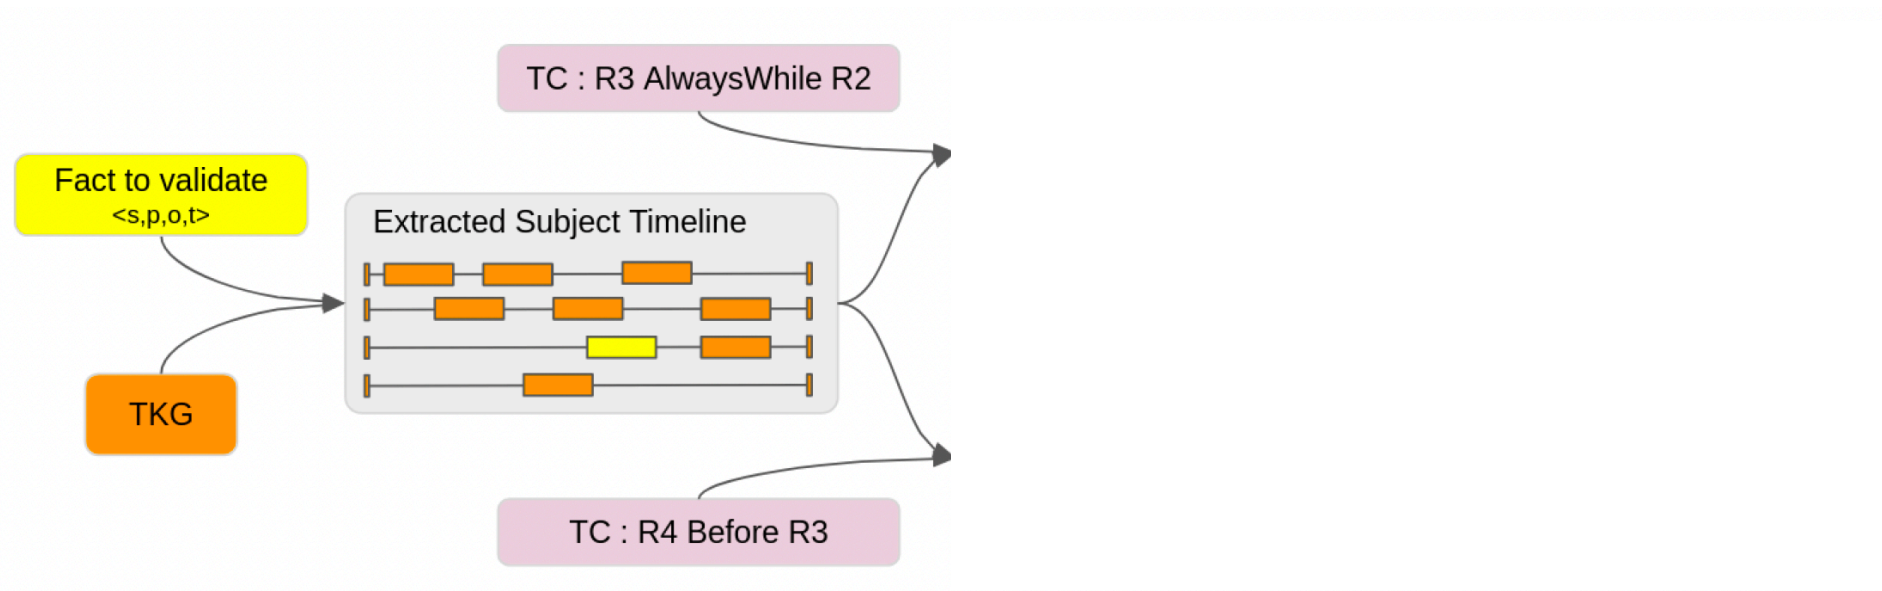 TC : R3 AlwaysWhile R2
Fact to validate
<s,p,o,t>
Extracted Subject Timeline
TKG
TC : R4 Before R3